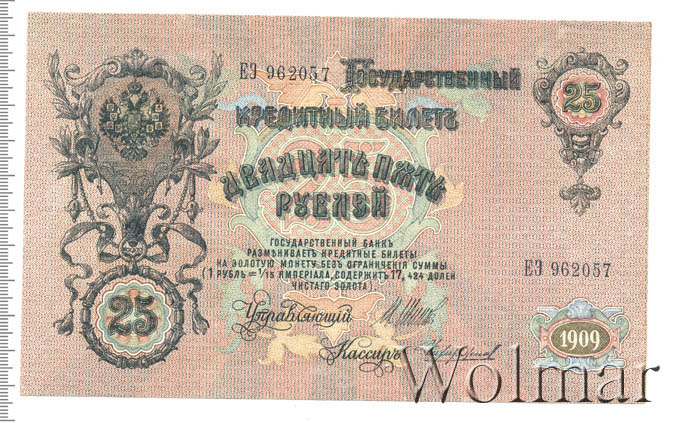 ЕЭ 962057
Государственный
Кредитный Билетъ
25
Двадцать пять
рублей
Государственный банкъ
размѣниваетъ кредитные билеты
на золотую монету безъ ограниченія суммы
(1 рубль = 1/15 имперіала, содержитъ 17,424 долей
чистаго золота).
ЕЭ 962057
25
Управляющій
Кассиръ
1909
Wolmar